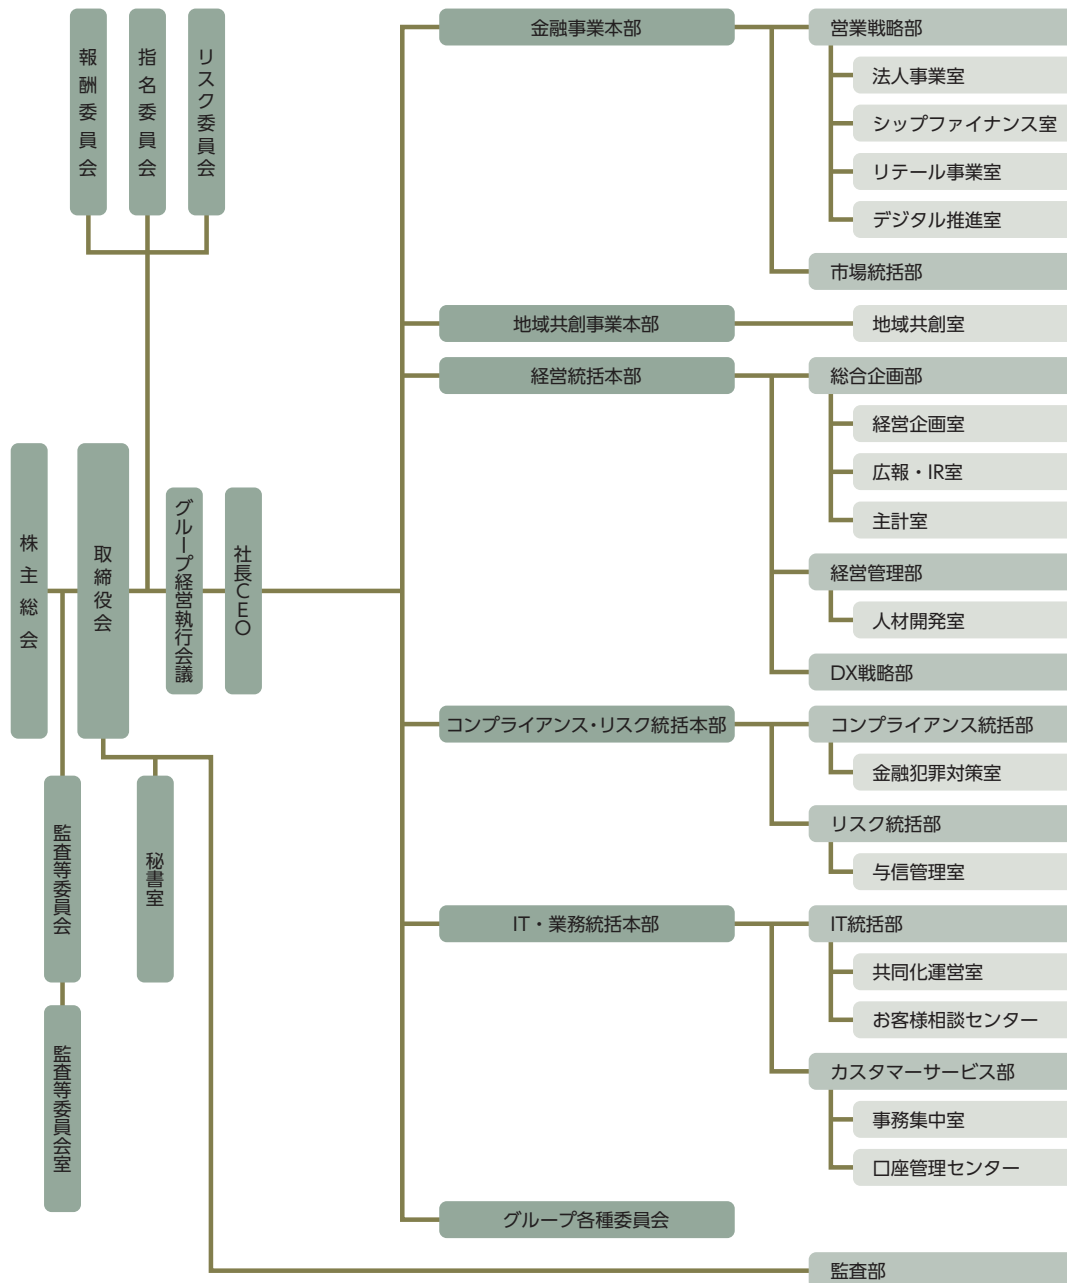 報酬委員会
指名委員会
リスク委員会
株主総会
取締役会
グループ経営執行会議
社長CEO
監査等委員会
監査等委員会室
秘書室
金融事業本部
営業戦略部
法人事業室
シップファイナンス室
リテール事業室
デジタル推進室
市場統括部
地域共創事業本部
地域共創室
経営統括本部
総合企画部
経営企画室
広報・IR室
主計室
経営管理部
人材開発室
DX戦略部
コンプライアンス・リスク統括本部
コンプライアンス統括部
金融犯罪対策室
リスク統括部
与信管理室
IT・業務統括本部
IT統括部
共同化運営室
お客様相談センター
カスタマーサービス部
事務集中室
口座管理センター
グループ各種委員会
監査部